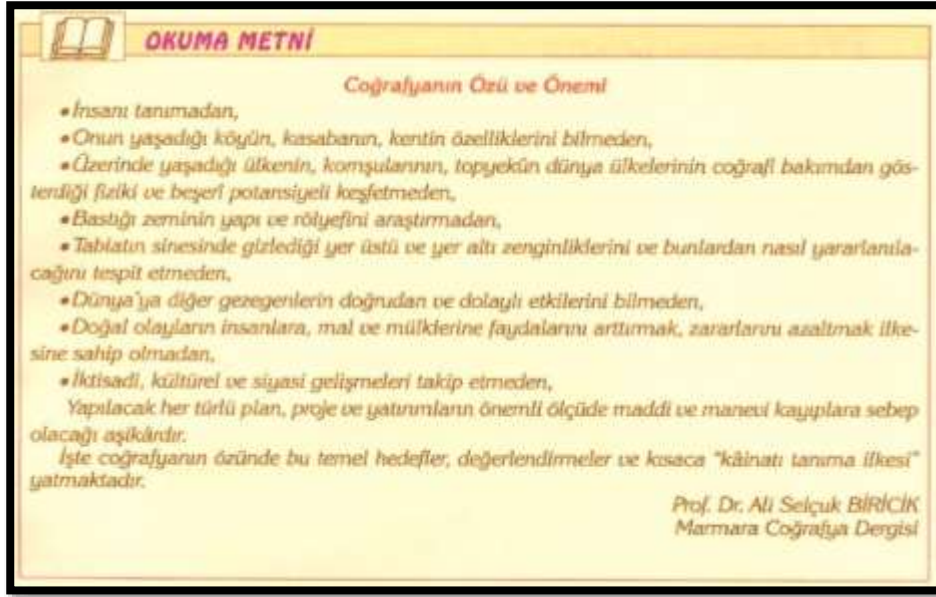 OKUMA METNİ
Coğrafyanın Özü ve Önemi
•İnsanı tanımadan,
•Onun yaşadığı köyün, kasabanın, kentin özelliklerini bilmeden,
•Üzerinde yaşadığı ülkenin, komşularının, topyekûn dünya ülkelerinin coğrafî bakımdan gös-
terdiği fiziki ve beşerî potansiyeli keşfetmeden,
•Bastığı zeminin yapı ve rölyefini araştırmadan,
•Tabiatın sinesinde gizlediği yer üstü ve yer altı zenginliklerini ve bunlardan nasıl yararlanıla-
cağını tespit etmeden,
•Dünya'ya diğer gezegenlerin doğrudan ve dolaylı etkilerini bilmeden,
•Doğal olayların insanlara, mal ve mülklerine faydalarını arttırmak, zararlarını azaltmak ilke-
sine sahip olmadan,
•İktisadi, kültürel ve siyasi gelişmeleri takip etmeden,
Yapılacak her türlü plan, proje ve yatırımların önemli ölçüde maddi ve manevi kayıplara sebep
olacağı aşikârdır.
İşte coğrafyanın özünde bu temel hedefler, değerlendirmeler ve kısaca "kâinatı tanıma ilkesi"
yatmaktadır.
Prof. Dr. Ali Selçuk BİRİCİK
Marmara Coğrafya Dergisi